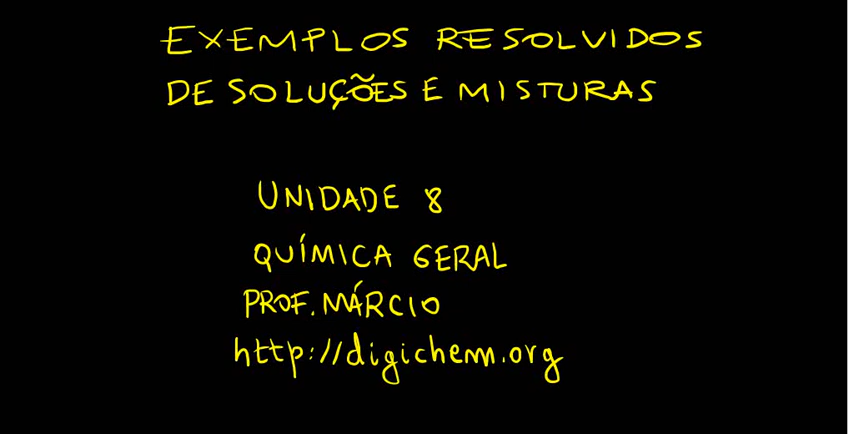 EXEMPLOS RESOLVIDOS
DE SOLUÇÕES E MISTURAS
UNIDADE 8
QUÍMICA GERAL
PROF. MÁRCIO
http://digichem.org